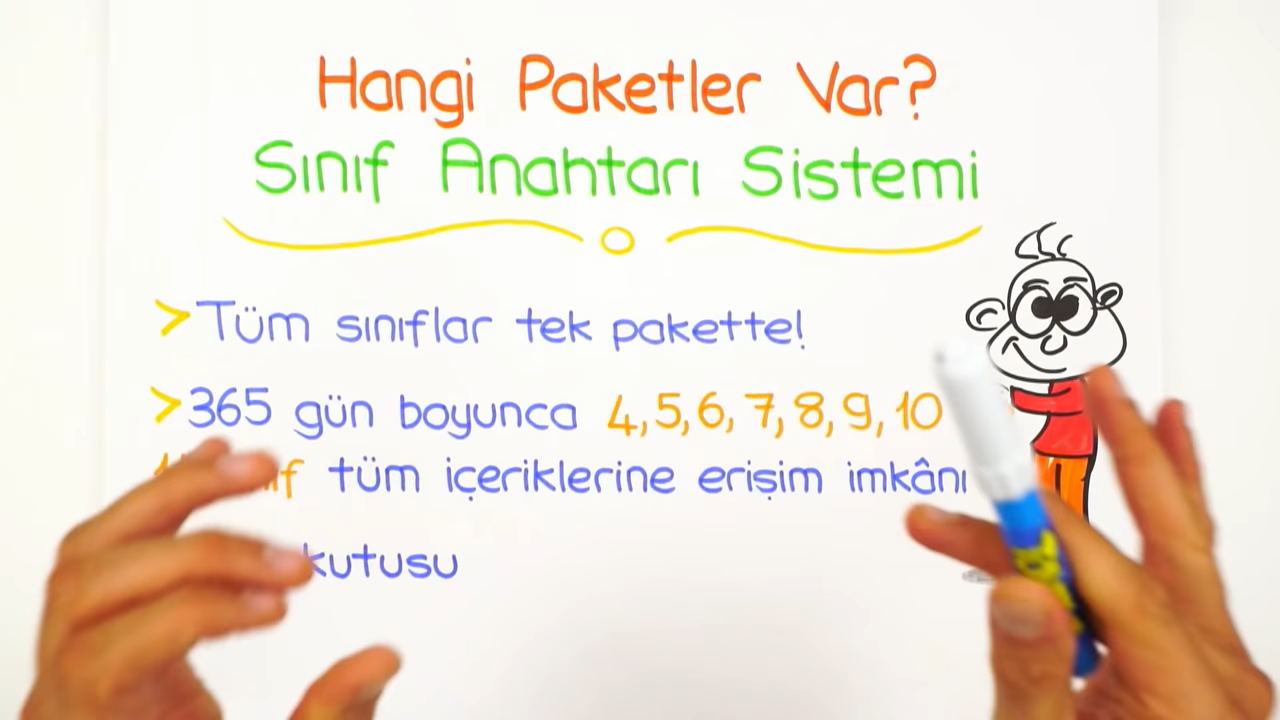 Hangi Paketler Var?
Sınıf Anahtarı Sistemi
> Tüm sınıflar tek pakette!
> 365 gün boyunca 4, 5, 6, 7, 8, 9, 10
tüm içeriklerine erişim imkânı
kutusu